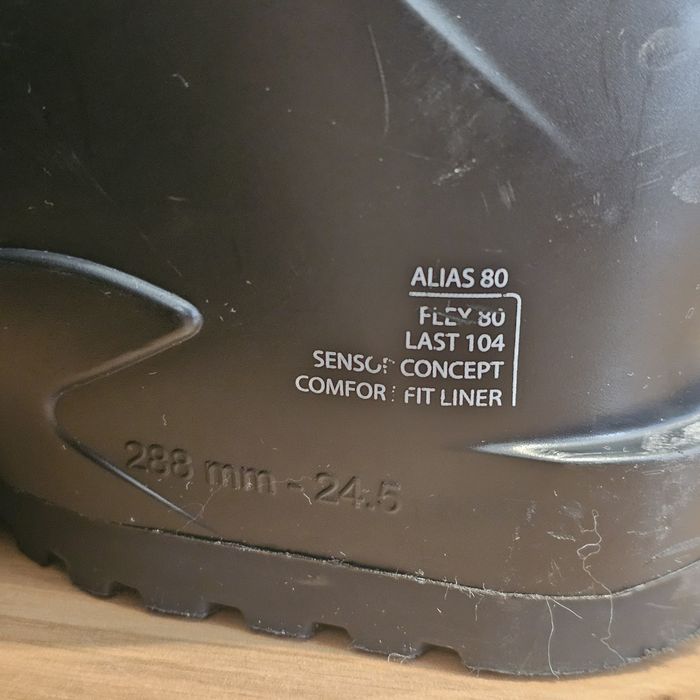 ALIAS 80
FLEX 80
LAST 104
SENSOR CONCEPT
COMFORT FIT LINER
288 mm - 24.5